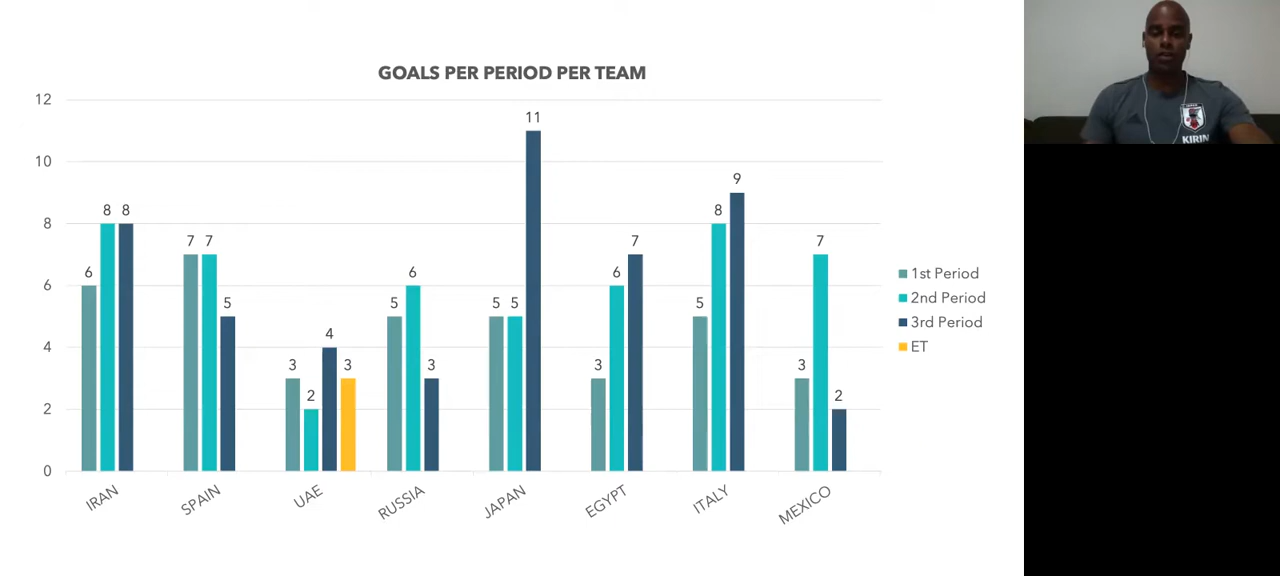 GOALS PER PERIOD PER TEAM
12
10
8
6
4
2
0
6 8 8
7 7 5
3 2 4 3
5 6 3
5 5 11
3 6 7
5 8 9
3 7 2
IRAN
SPAIN
UAE
RUSSIA
JAPAN
EGYPT
ITALY
MEXICO
1st Period
2nd Period
3rd Period
ET
KIRIN